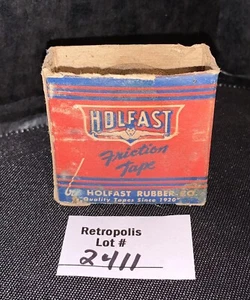 HOLFAST
Friction
Tape
HOLFAST RUBBER CO.
"Quality Tapes Since 1920"
Retropolis
Lot #
2411